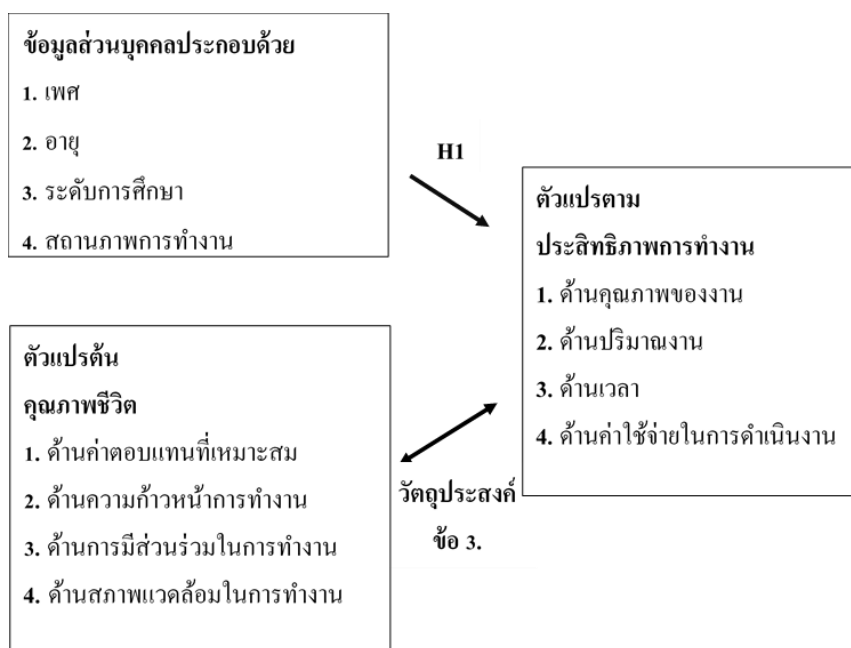 ข้อมูลส่วนบุคคลประกอบด้วย
1. เพศ
2. อายุ
3. ระดับการศึกษา
4. สถานภาพการทำงาน
H1
ตัวแปรตาม
ประสิทธิภาพการทำงาน
1. ด้านคุณภาพของงาน
2. ด้านปริมาณงาน
3. ด้านเวลา
4. ด้านค่าใช้จ่ายในการดำเนินงาน
ตัวแปรต้น
คุณภาพชีวิต
1. ด้านค่าตอบแทนที่เหมาะสม
2. ด้านความก้าวหน้าการทำงาน
3. ด้านการมีส่วนร่วมในการทำงาน
4. ด้านสภาพแวดล้อมในการทำงาน
วัตถุประสงค์
ข้อ 3.